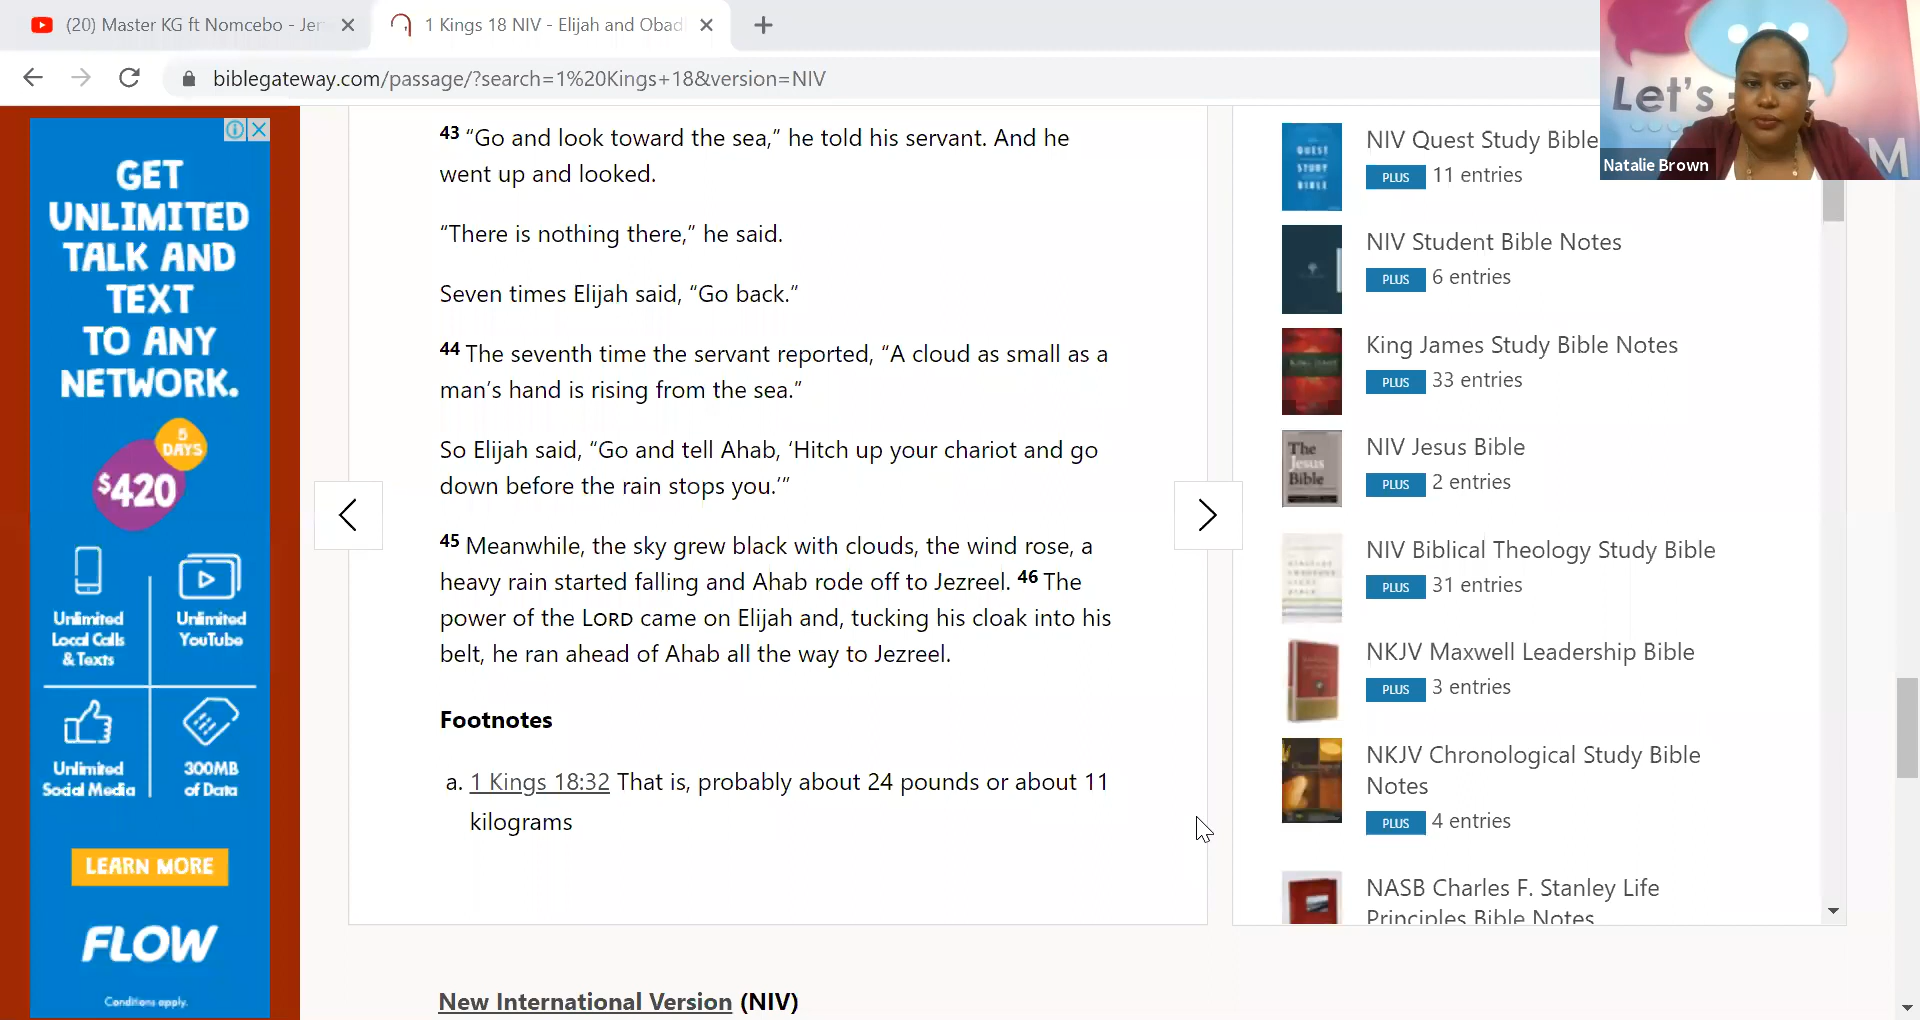 (20) Master KG ft Nomcebo - Jer
1 Kings 18 NIV - Elijah and Obad
biblegateway.com/passage/?search=1%20Kings+18&version=NIV
Let's
M
Natalie Brown
GET
UNLIMITED
TALK AND
TEXT
TO ANY
NETWORK.
5
DAYS
$420
Unlimited
Local Calls
& Texts
Unlimited
YouTube
Unlimited
Social Media
300MB
of Data
LEARN MORE
FLOW
Conditions apply.
43 “Go and look toward the sea,” he told his servant. And he
went up and looked.
“There is nothing there,” he said.
Seven times Elijah said, “Go back.”
44 The seventh time the servant reported, “A cloud as small as a
man’s hand is rising from the sea.”
So Elijah said, “Go and tell Ahab, ‘Hitch up your chariot and go
down before the rain stops you.’”
45 Meanwhile, the sky grew black with clouds, the wind rose, a
heavy rain started falling and Ahab rode off to Jezreel. 46 The
power of the LORD came on Elijah and, tucking his cloak into his
belt, he ran ahead of Ahab all the way to Jezreel.
Footnotes
a. 1 Kings 18:32 That is, probably about 24 pounds or about 11
kilograms
New International Version (NIV)
QUEST
STUDY
BIBLE
NIV Quest Study Bible
PLUS 11 entries
NIV Student Bible Notes
PLUS 6 entries
King James Study Bible Notes
PLUS 33 entries
The
Jesus
Bible
NIV Jesus Bible
PLUS 2 entries
NIV Biblical Theology Study Bible
PLUS 31 entries
NKJV Maxwell Leadership Bible
PLUS 3 entries
NKJV Chronological Study Bible
Notes
PLUS 4 entries
NASB Charles F. Stanley Life
Principles Bible Notes